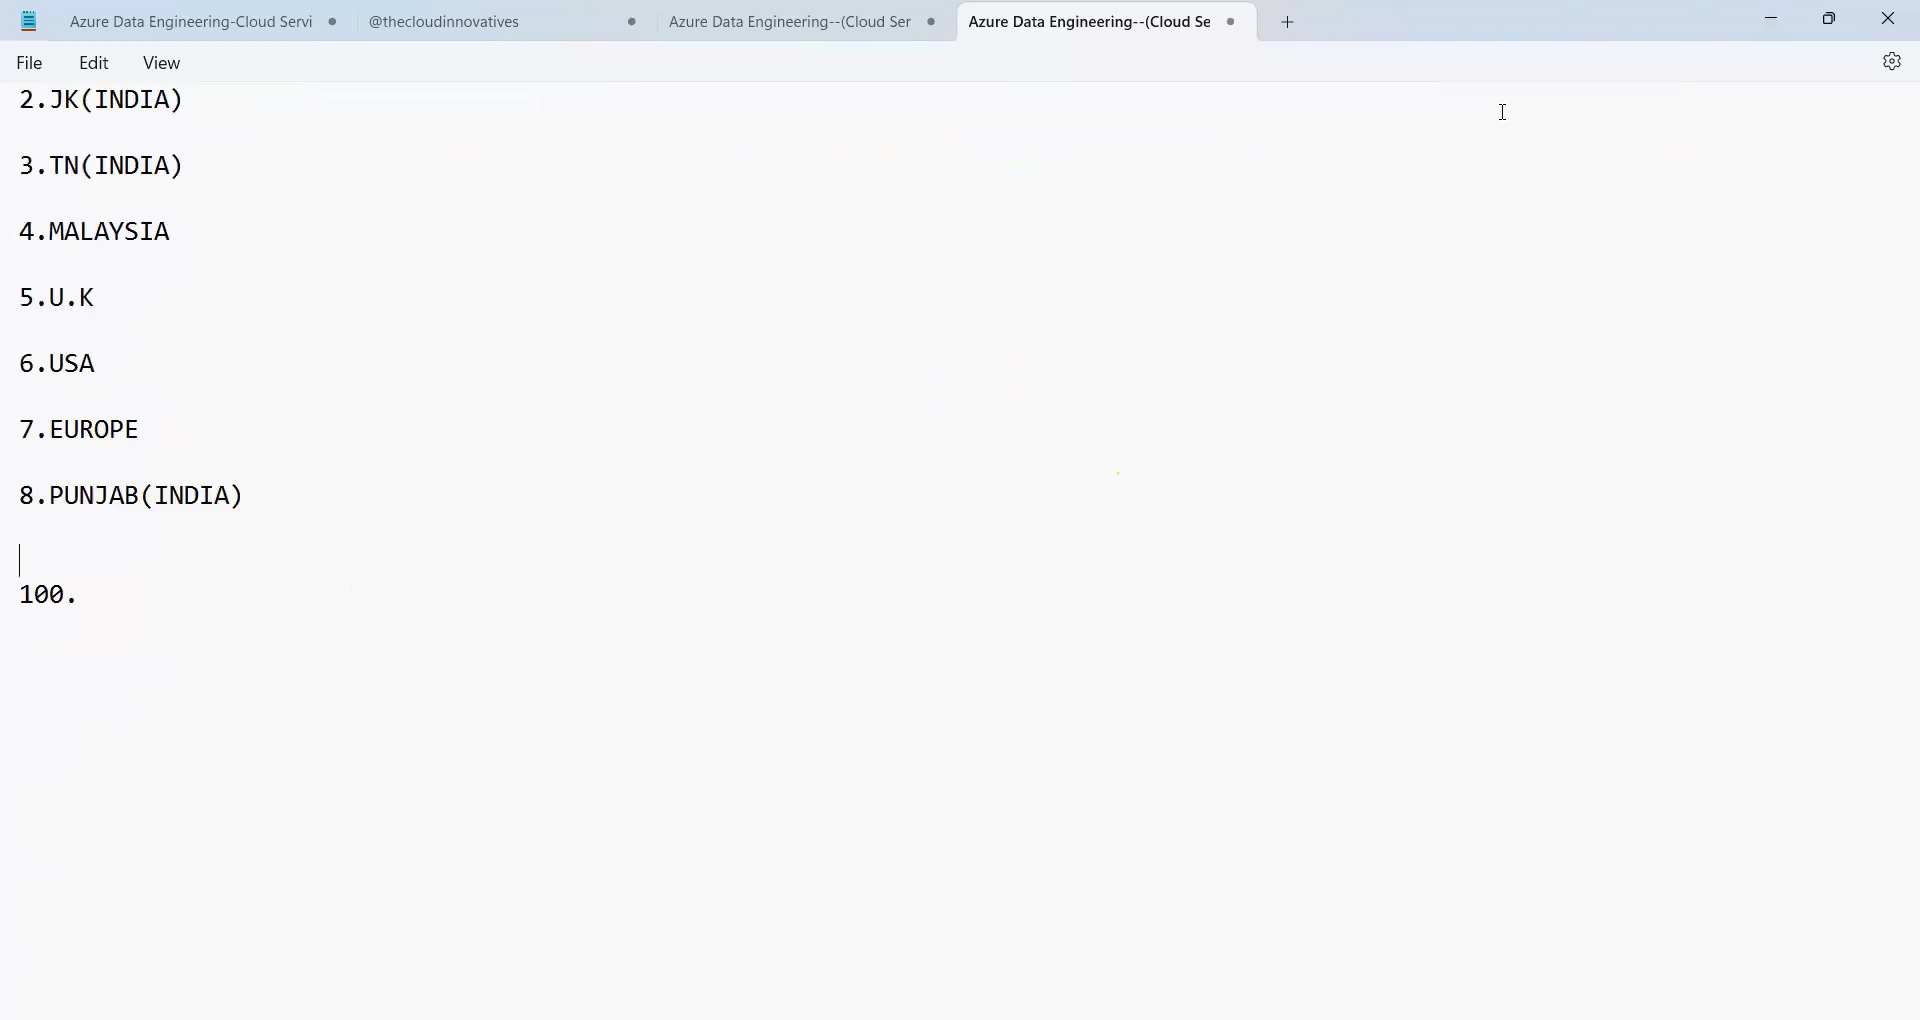 Azure Data Engineering-Cloud Servi
@thecloudinnovatives
Azure Data Engineering--(Cloud Ser
Azure Data Engineering--(Cloud Se
File Edit View
2.JK(INDIA)
3.TN(INDIA)
4.MALAYSIA
5.U.K
6.USA
7.EUROPE
8.PUNJAB(INDIA)
100.